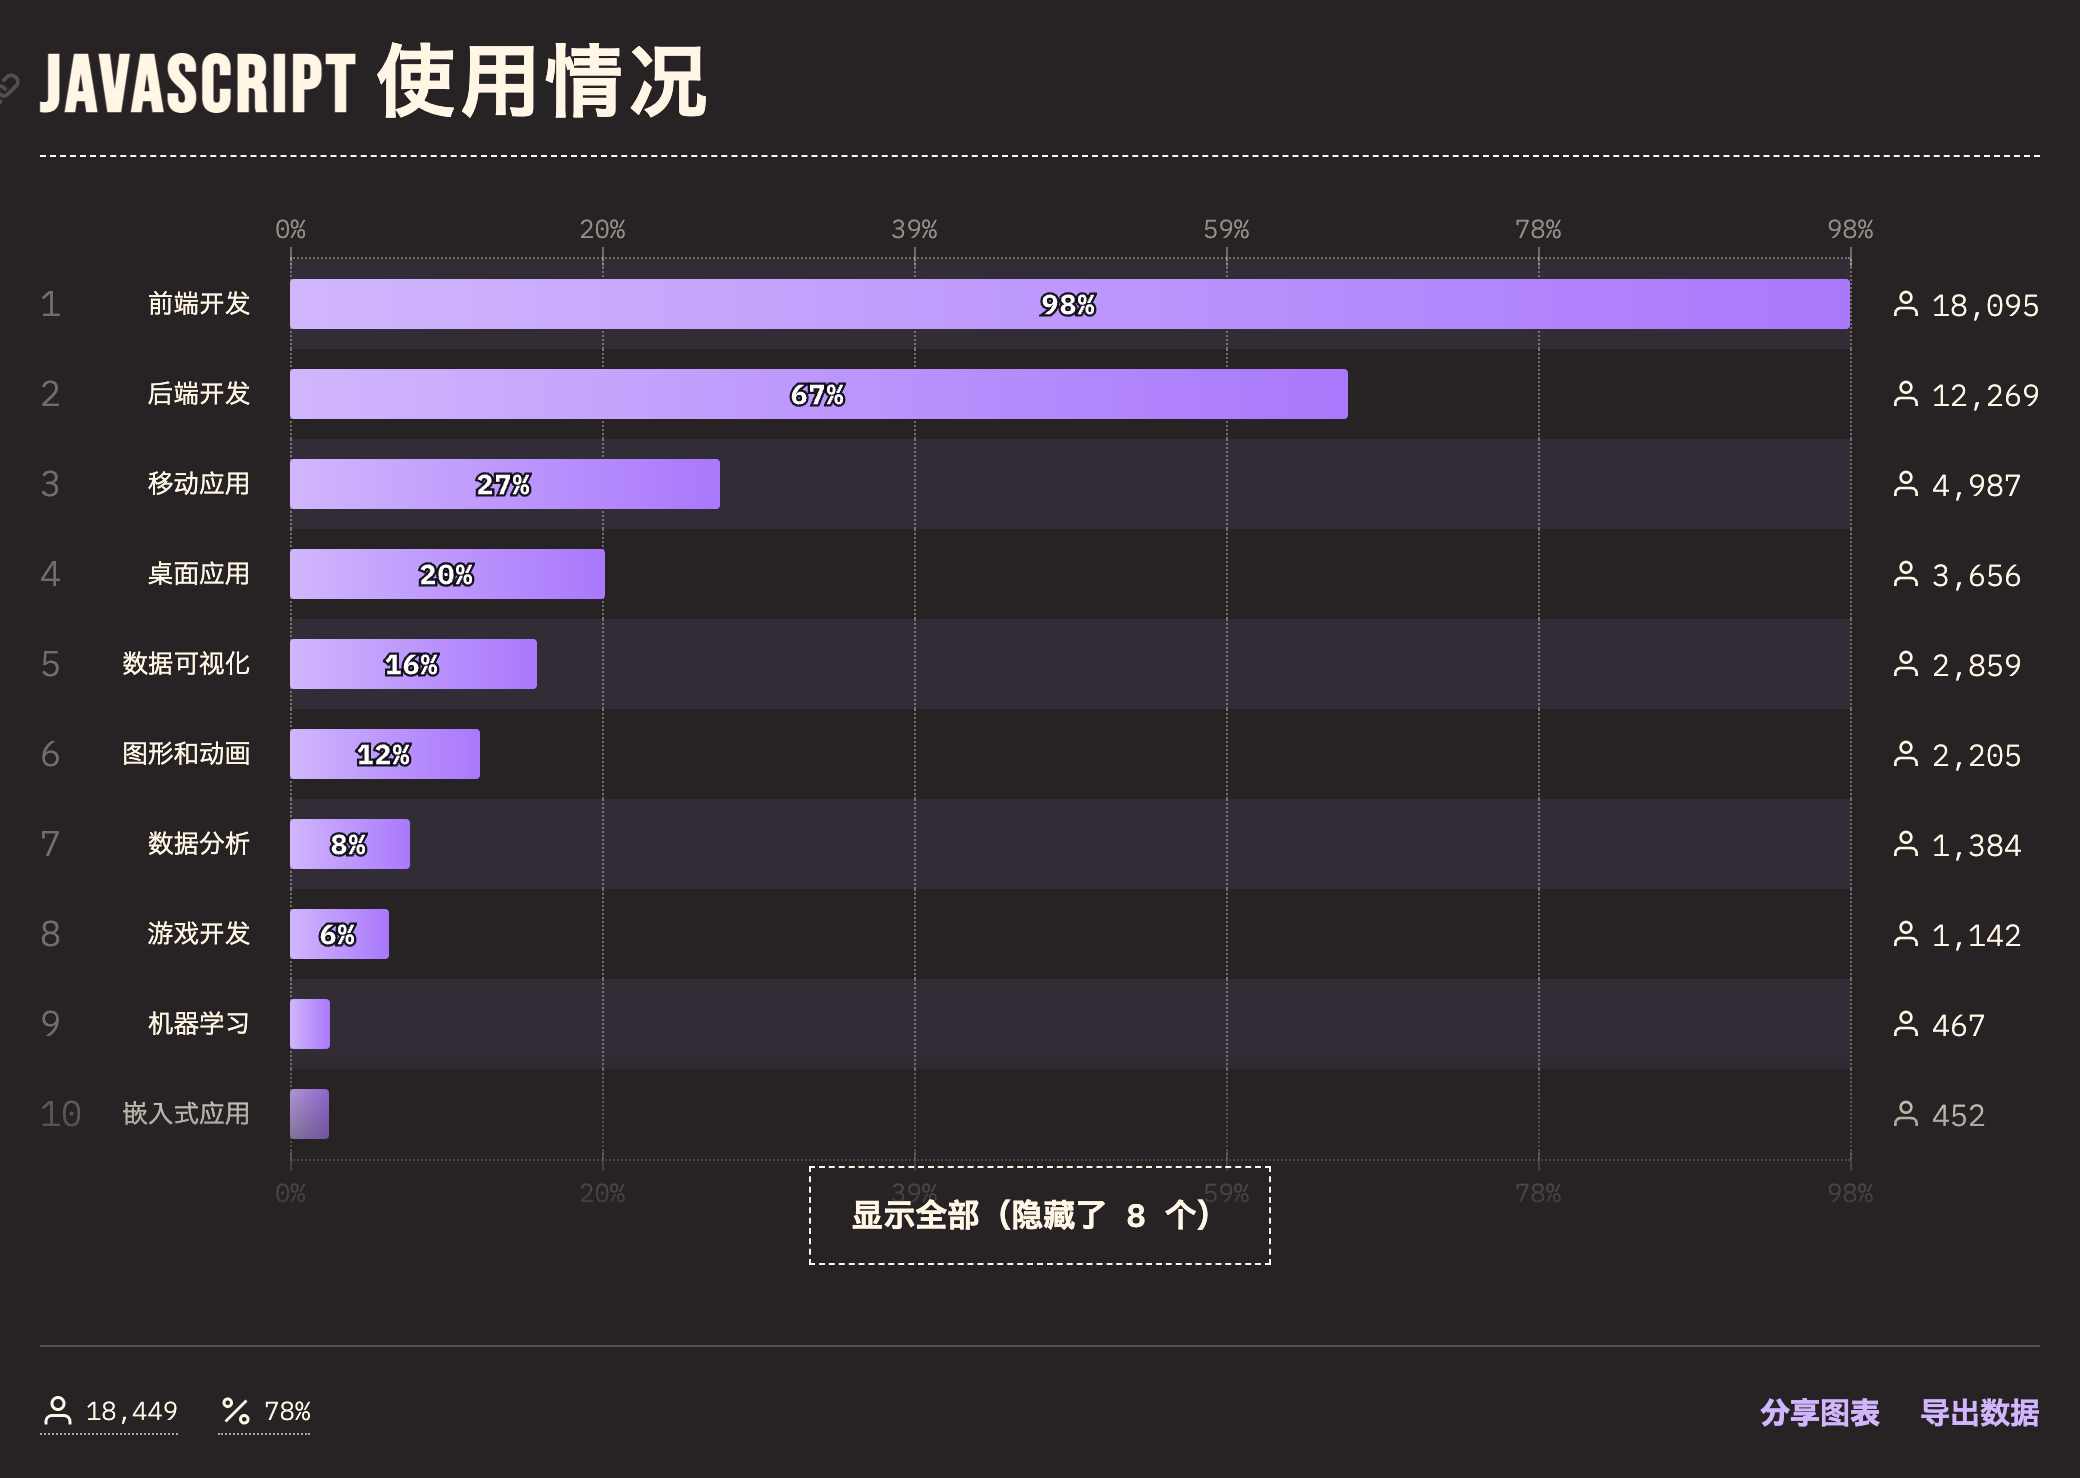 JAVASCRIPT 使用情况
0% 20% 39% 59% 78% 98%
1 前端开发 98% 18,095
2 后端开发 67% 12,269
3 移动应用 27% 4,987
4 桌面应用 20% 3,656
5 数据可视化 16% 2,859
6 图形和动画 12% 2,205
7 数据分析 8% 1,384
8 游戏开发 6% 1,142
9 机器学习 467
10 嵌入式应用 452
0% 20% 39% 59% 78% 98%
显示全部（隐藏了 8 个）
18,449 78% 分享图表 导出数据